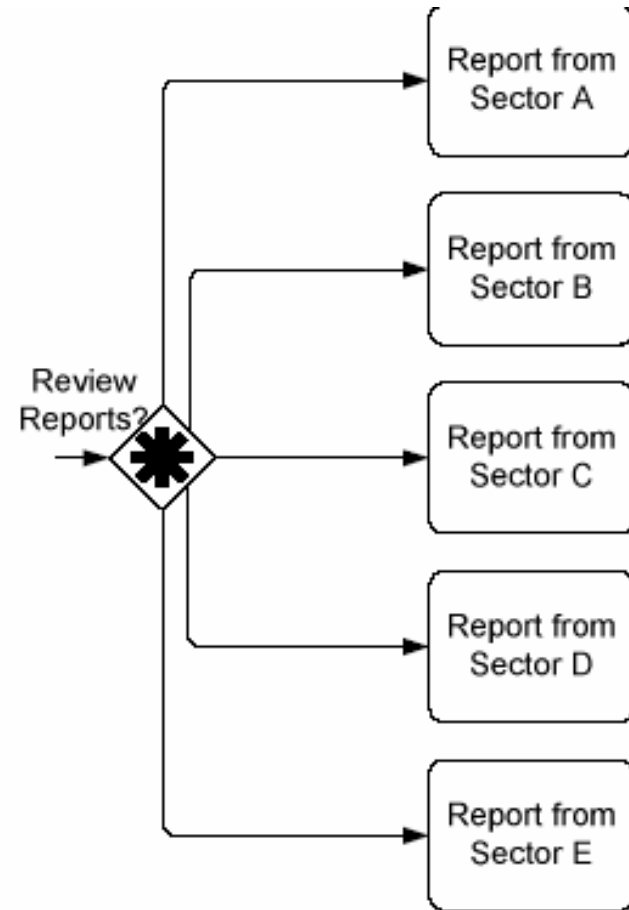 Report from
Sector A
Report from
Sector B
Review
Reports?
Report from
Sector C
Report from
Sector D
Report from
Sector E